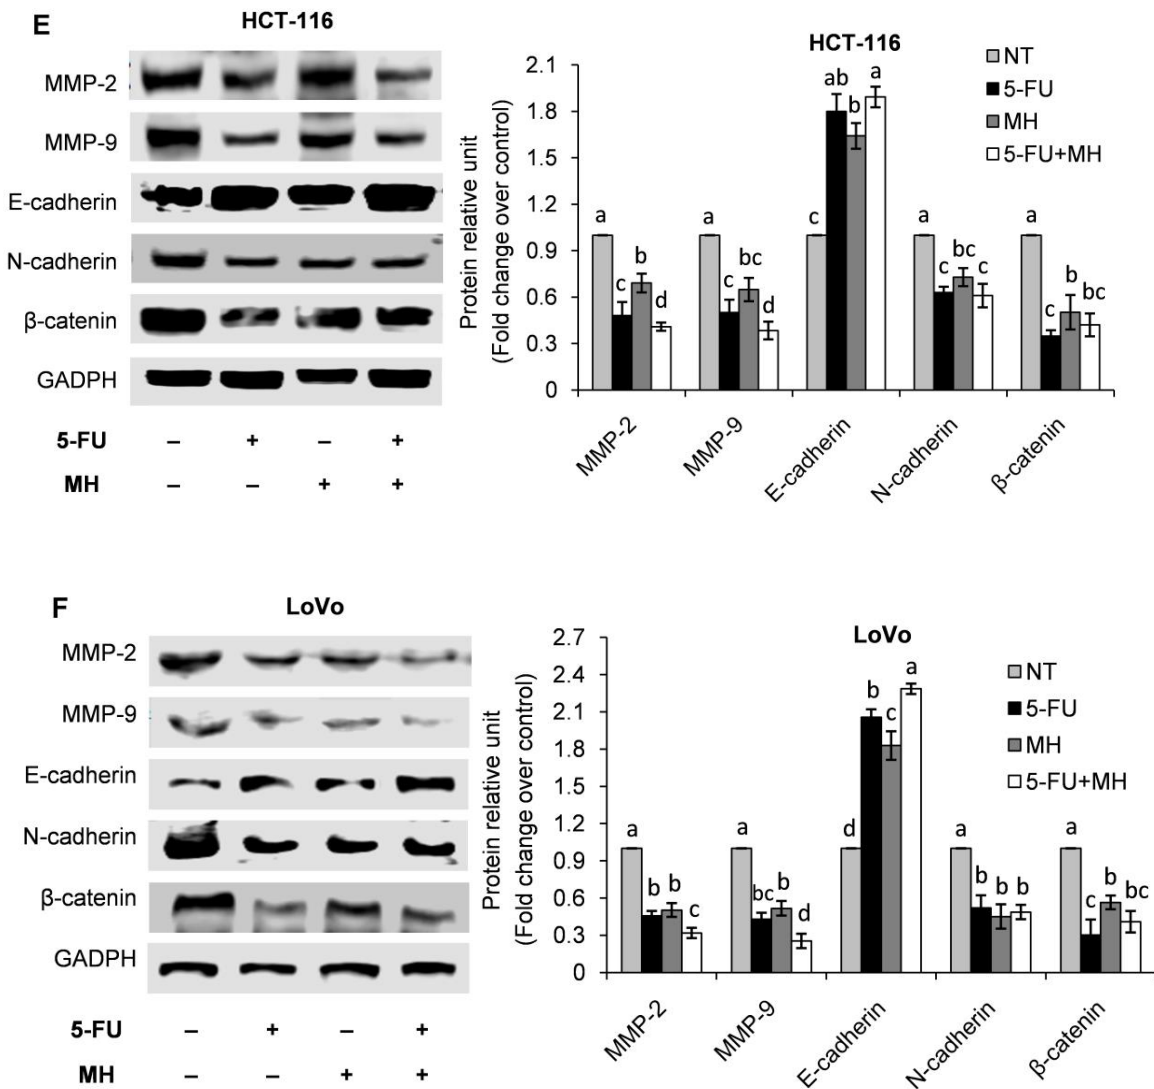 E
HCT-116
MMP-2
MMP-9
E-cadherin
N-cadherin
β-catenin
GADPH
5-FU – + – +
MH – – + +
HCT-116
NT
5-FU
MH
5-FU+MH
Protein relative unit
(Fold change over control)
2.1
1.8
1.5
1.2
0.9
0.6
0.3
0
a c b d
a c bc d
c ab b a
a c bc c
a c b bc
MMP-2
MMP-9
E-cadherin
N-cadherin
β-catenin
F
LoVo
MMP-2
MMP-9
E-cadherin
N-cadherin
β-catenin
GADPH
5-FU – + – +
MH – – + +
LoVo
NT
5-FU
MH
5-FU+MH
Protein relative unit
(Fold change over control)
2.7
2.4
2.1
1.8
1.5
1.2
0.9
0.6
0.3
0
a b b c
a bc b d
d b c a
a b b b
a c b bc
MMP-2
MMP-9
E-cadherin
N-cadherin
β-catenin